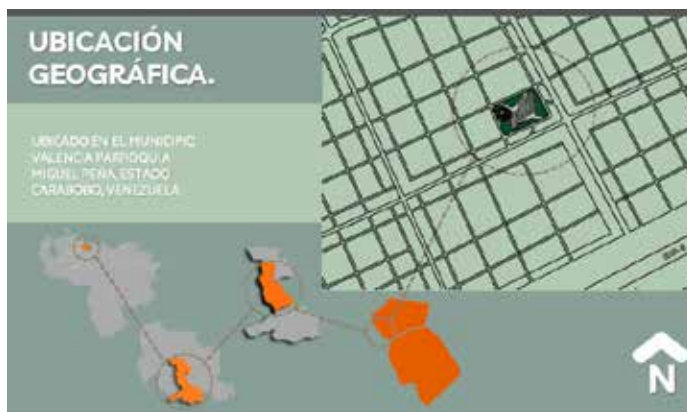 UBICACIÓN
GEOGRÁFICA.
UBICADO EN EL MUNICIPIO
VALENCIA PARROQUIA
MIGUEL PEÑA, ESTADO
CARABOBO, VENEZUELA
N